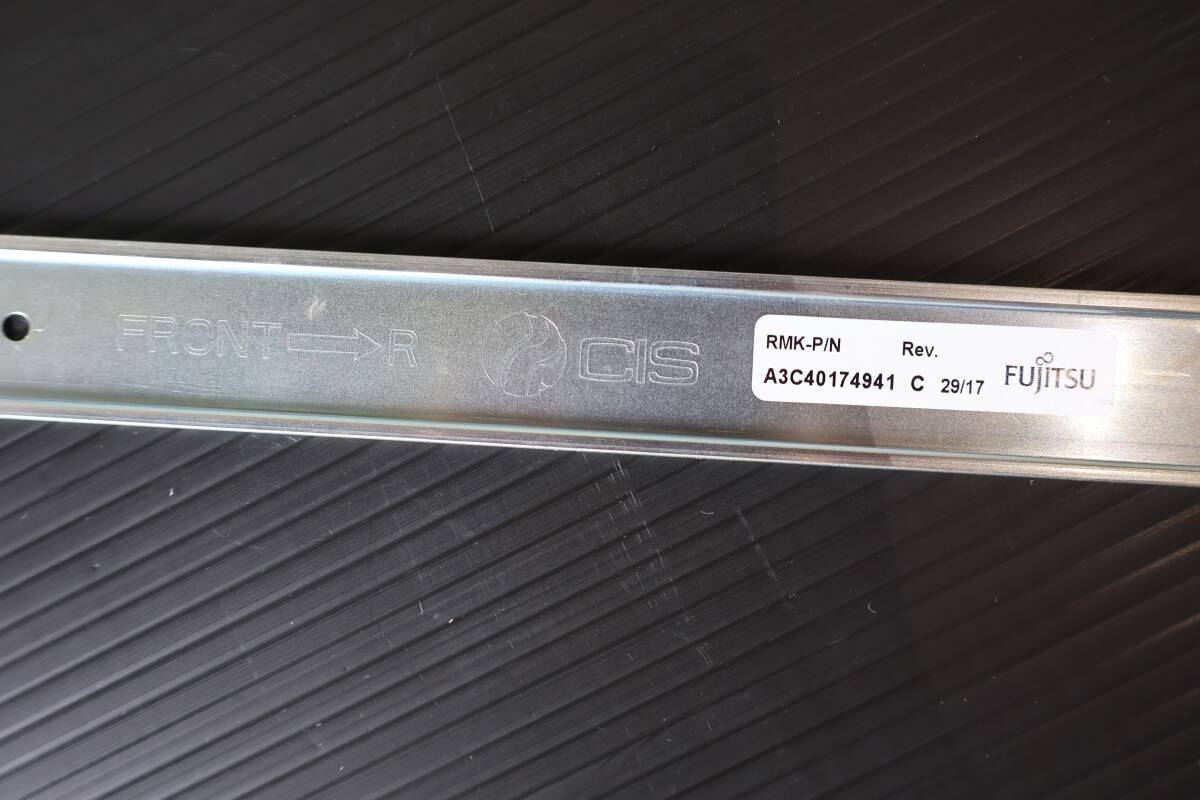 FRONT R
CIS
RMK-P/N Rev.
A3C40174941 C 29/17
FUJITSU